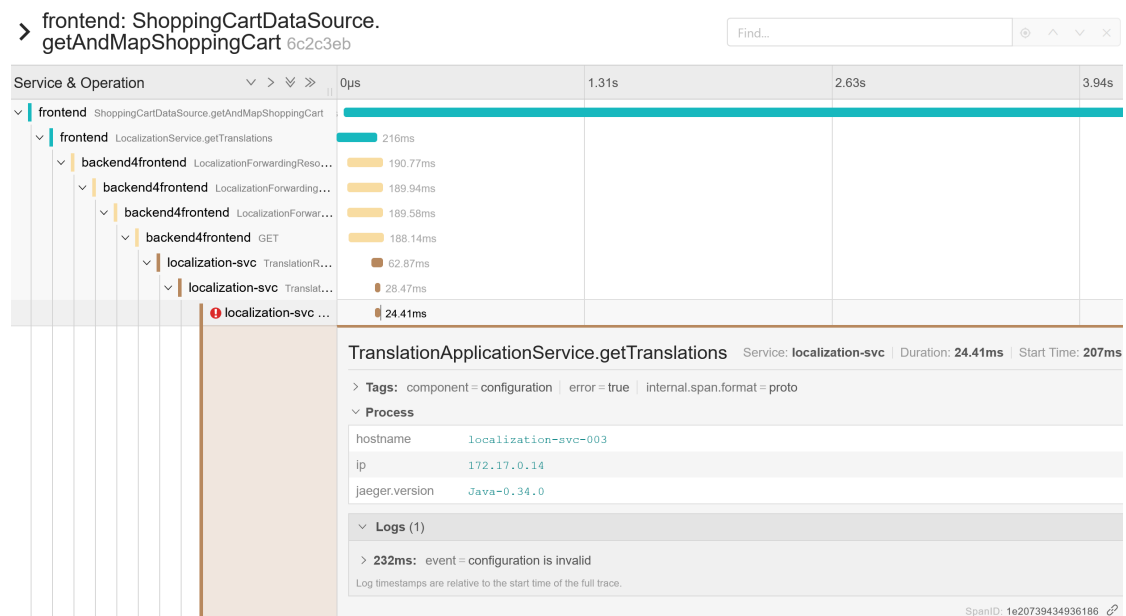 frontend: ShoppingCartDataSource.
getAndMapShoppingCart 6c2c3eb
Find...
Service & Operation
0μs
1.31s
2.63s
3.94s
frontend ShoppingCartDataSource.getAndMapShoppingCart
frontend LocalizationService.getTranslations
216ms
backend4frontend LocalizationForwardingReso...
190.77ms
backend4frontend LocalizationForwarding...
189.94ms
backend4frontend LocalizationForwar...
189.58ms
backend4frontend GET
188.14ms
localization-svc TranslationR...
62.87ms
localization-svc Translat...
28.47ms
localization-svc ...
24.41ms
TranslationApplicationService.getTranslations Service: localization-svc Duration: 24.41ms Start Time: 207ms
Tags: component = configuration error = true internal.span.format = proto
Process
hostname localization-svc-003
ip 172.17.0.14
jaeger.version Java-0.34.0
Logs (1)
232ms: event = configuration is invalid
Log timestamps are relative to the start time of the full trace.
SpanID: 1e20739434936186